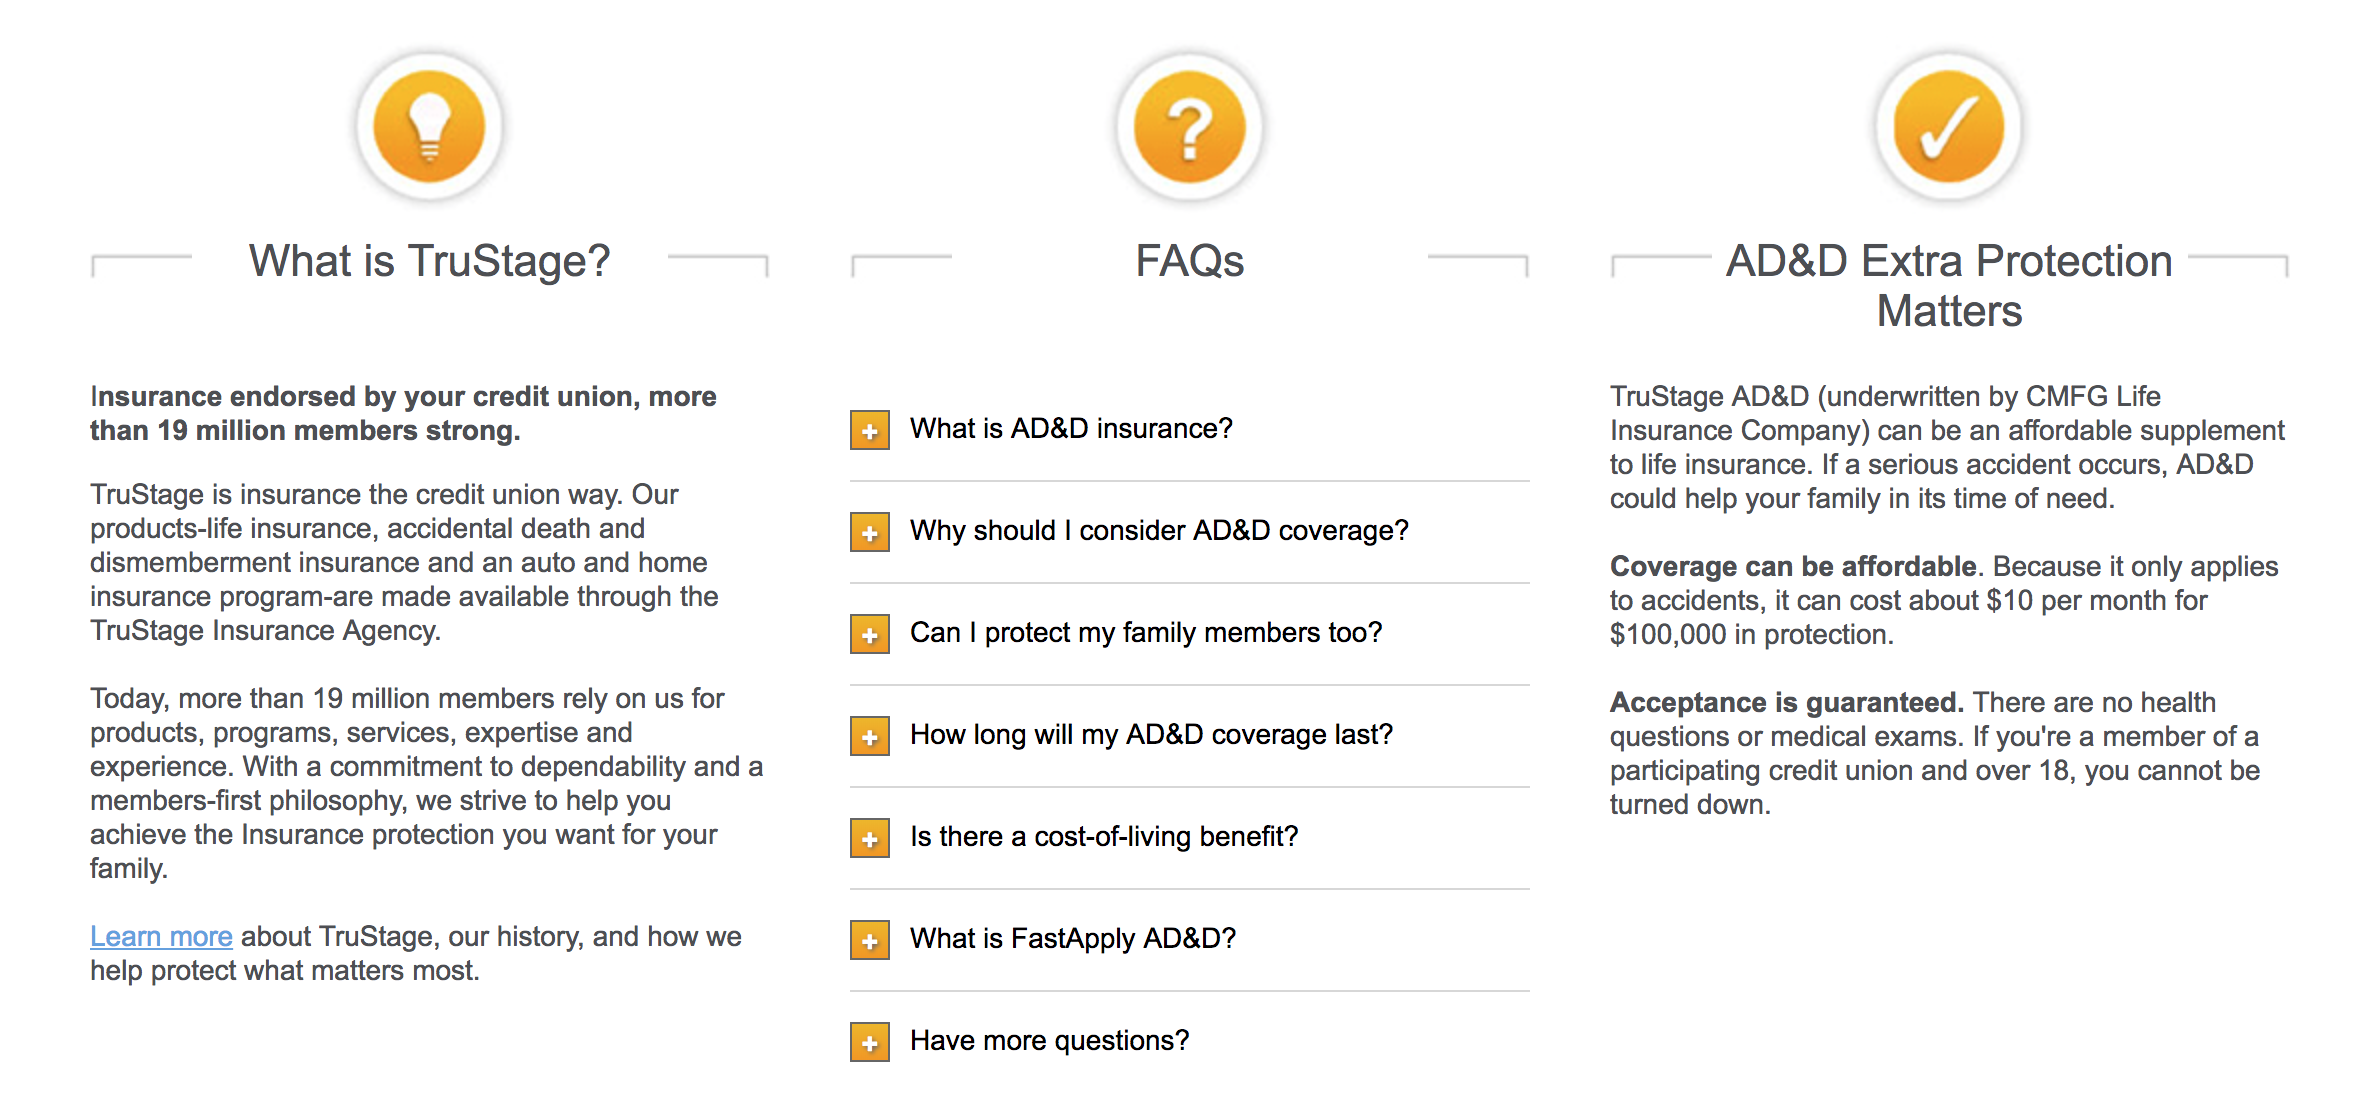 What is TruStage?
Insurance endorsed by your credit union, more
than 19 million members strong.
TruStage is insurance the credit union way. Our
products-life insurance, accidental death and
dismemberment insurance and an auto and home
insurance program-are made available through the
TruStage Insurance Agency.
Today, more than 19 million members rely on us for
products, programs, services, expertise and
experience. With a commitment to dependability and a
members-first philosophy, we strive to help you
achieve the Insurance protection you want for your
family.
Learn more about TruStage, our history, and how we
help protect what matters most.
FAQs
What is AD&D insurance?
Why should I consider AD&D coverage?
Can I protect my family members too?
How long will my AD&D coverage last?
Is there a cost-of-living benefit?
What is FastApply AD&D?
Have more questions?
AD&D Extra Protection
Matters
TruStage AD&D (underwritten by CMFG Life
Insurance Company) can be an affordable supplement
to life insurance. If a serious accident occurs, AD&D
could help your family in its time of need.
Coverage can be affordable. Because it only applies
to accidents, it can cost about $10 per month for
$100,000 in protection.
Acceptance is guaranteed. There are no health
questions or medical exams. If you're a member of a
participating credit union and over 18, you cannot be
turned down.